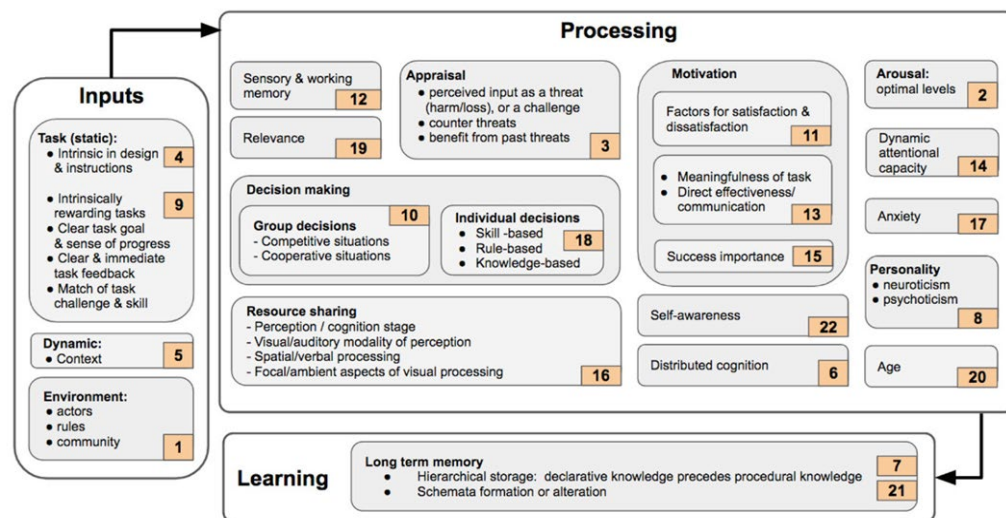 Processing
Inputs
Task (static):
● Intrinsic in design
& instructions
4
● Intrinsically
rewarding tasks
9
● Clear task goal
& sense of progress
● Clear & immediate
task feedback
● Match of task
challenge & skill
Dynamic:
● Context
5
Environment:
● actors
● rules
● community
1
Sensory & working
memory
12
Relevance
19
Appraisal
● perceived input as a threat
(harm/loss), or a challenge
● counter threats
● benefit from past threats
3
Decision making
10
Group decisions
- Competitive situations
- Cooperative situations
Individual decisions
● Skill -based
● Rule-based
● Knowledge-based
18
Resource sharing
- Perception / cognition stage
- Visual/auditory modality of perception
- Spatial/verbal processing
- Focal/ambient aspects of visual processing
16
Motivation
Factors for satisfaction &
dissatisfaction
11
● Meaningfulness of task
● Direct effectiveness/
communication
13
Success importance
15
Self-awareness
22
Distributed cognition
6
Arousal:
optimal levels
2
Dynamic
attentional
capacity
14
Anxiety
17
Personality
● neuroticism
● psychoticism
8
Age
20
Learning
Long term memory
7
● Hierarchical storage: declarative knowledge precedes procedural knowledge
● Schemata formation or alteration
21